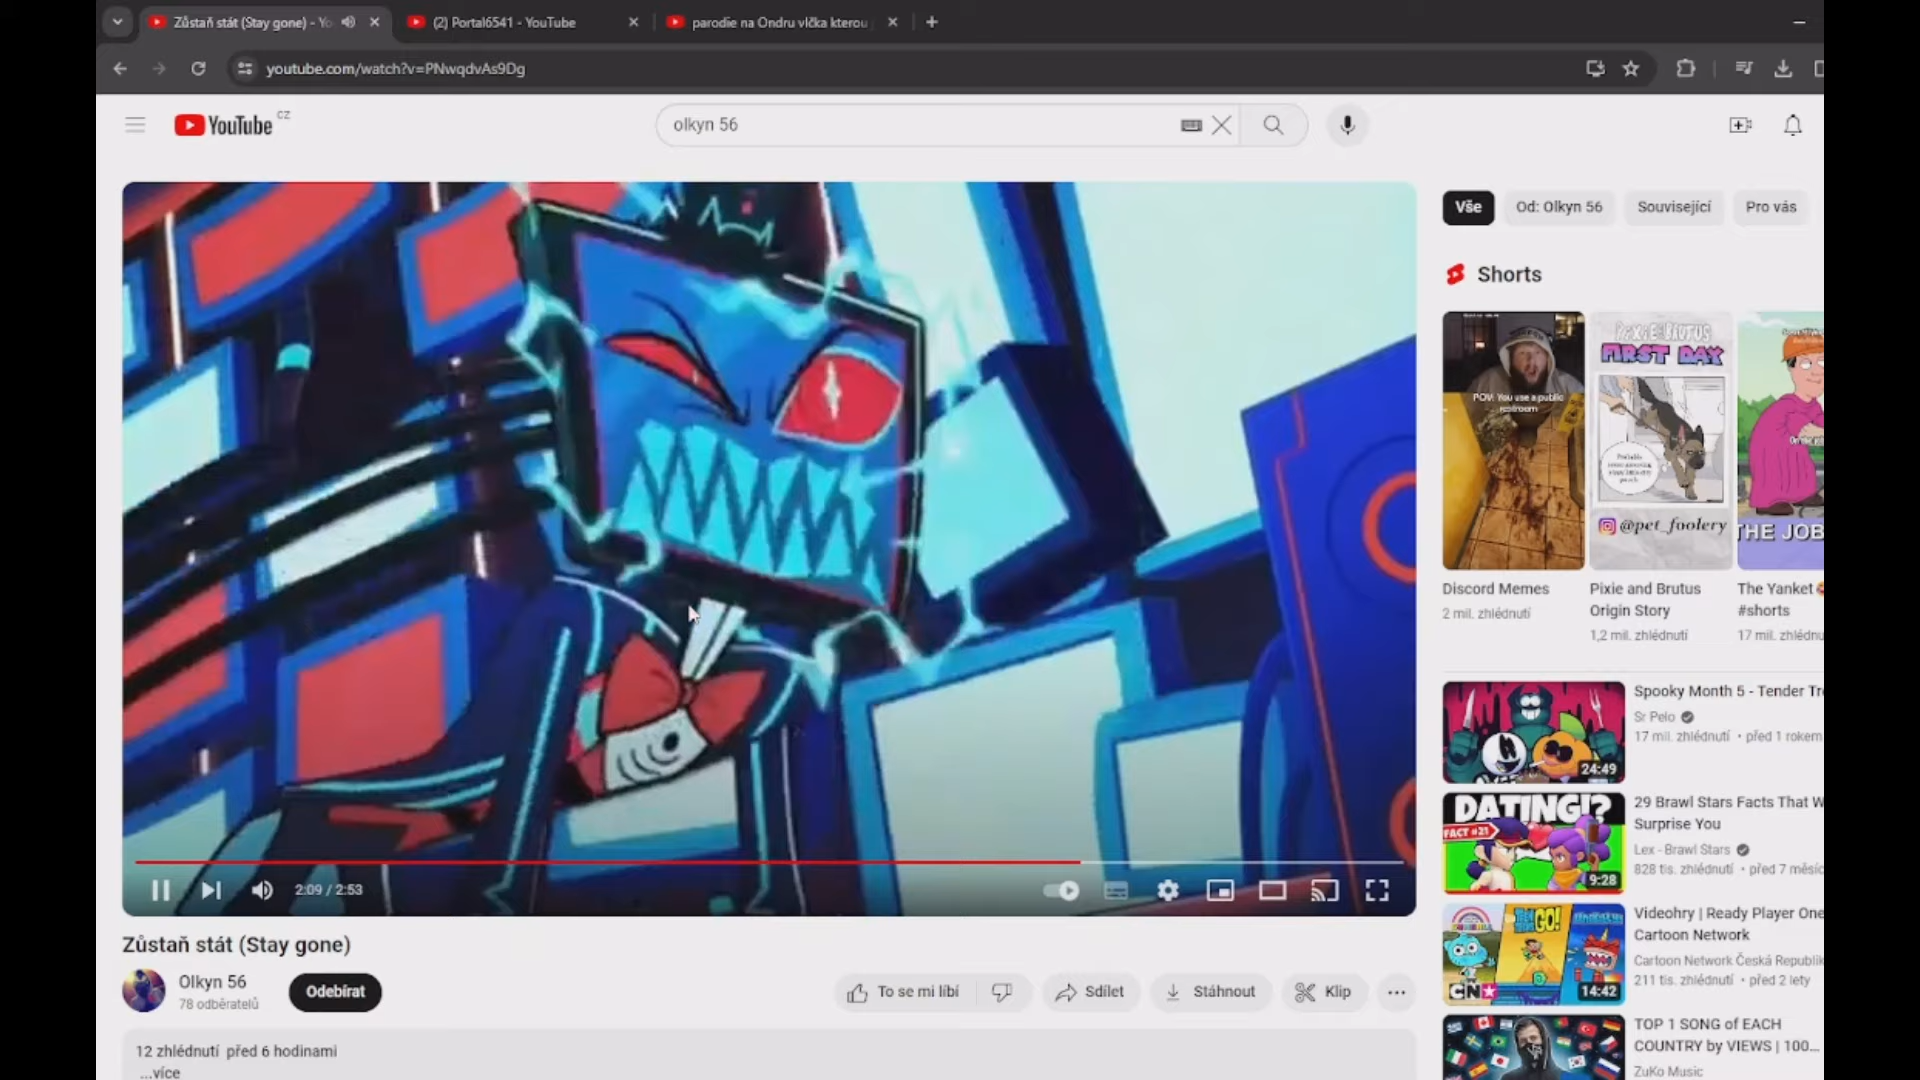 Zůstaň stát (Stay gone) - Yo
(2) Portal6541 - YouTube
parodie na Ondru vlčka kterou
youtube.com/watch?v=PNwqdvAs9Dg
YouTube CZ
olkyn 56
Vše
Od: Olkyn 56
Související
Pro vás
Shorts
POV: You use a public
restroom
PIXIE & BRUTUS
FIRST DAY
@pet_foolery
THE JOB
Discord Memes
2 mil. zhlédnutí
Pixie and Brutus
Origin Story
1,2 mil. zhlédnutí
The Yanket
#shorts
17 mil. zhlédnu
2:09 / 2:53
Spooky Month 5 - Tender Tr
Sr Pelo
17 mil. zhlédnutí • před 1 rokem
24:49
DATING!?
FACT #21
9:28
29 Brawl Stars Facts That W
Surprise You
Lex - Brawl Stars
828 tis. zhlédnutí • před 7 měsíc
GO!
CN
14:42
Videohry | Ready Player One
Cartoon Network
Cartoon Network Česká Republik
211 tis. zhlédnutí • před 2 lety
TOP 1 SONG of EACH
COUNTRY by VIEWS | 100...
ZuKo Music
Zůstaň stát (Stay gone)
Olkyn 56
78 odběratelů
Odebírat
To se mi líbí
Sdílet
Stáhnout
Klip
12 zhlédnutí před 6 hodinami
...více